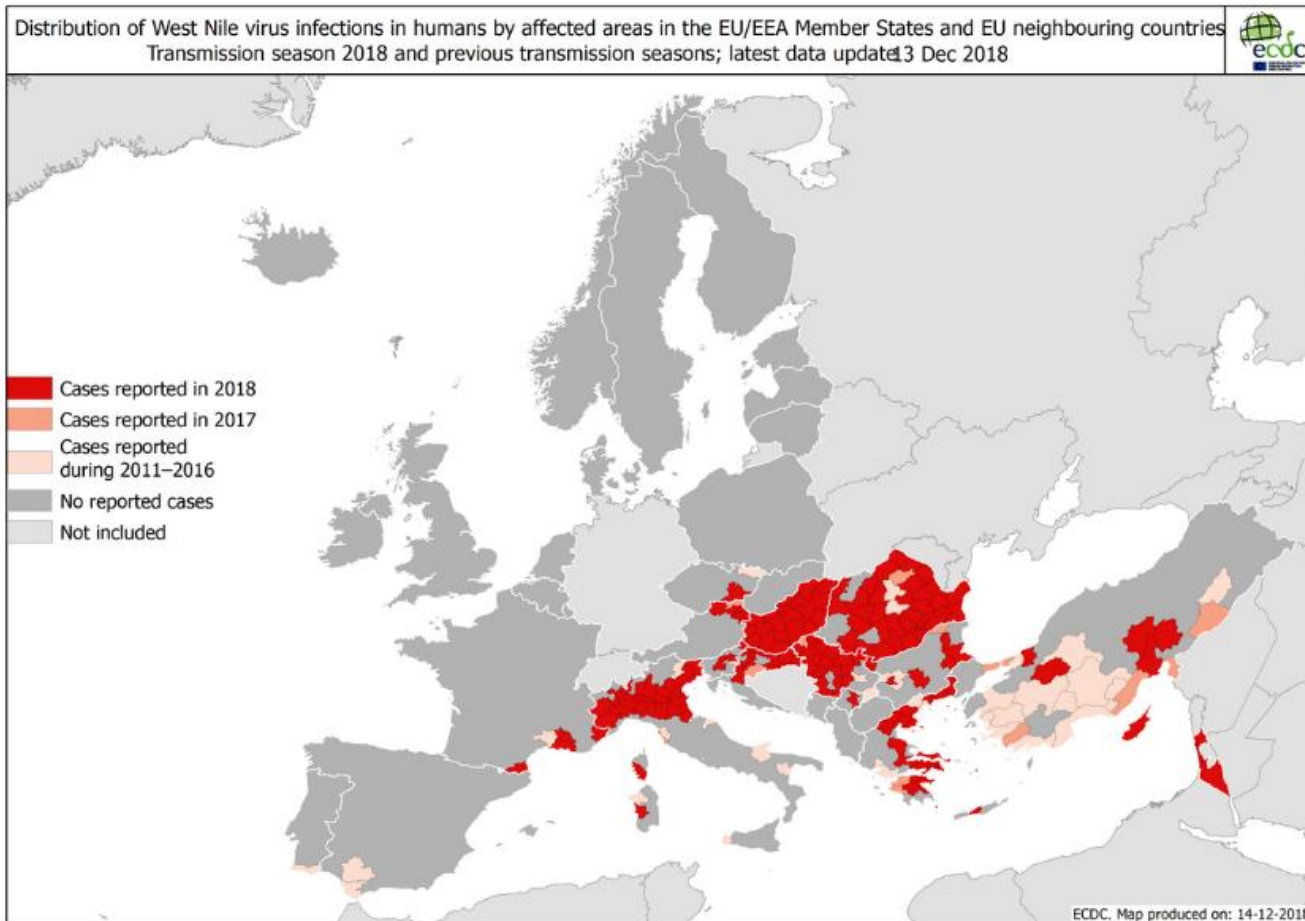 Distribution of West Nile virus infections in humans by affected areas in the EU/EEA Member States and EU neighbouring countries
Transmission season 2018 and previous transmission seasons; latest data update13 Dec 2018
ecdc
Cases reported in 2018
Cases reported in 2017
Cases reported
during 2011–2016
No reported cases
Not included
ECDC. Map produced on: 14-12-2018